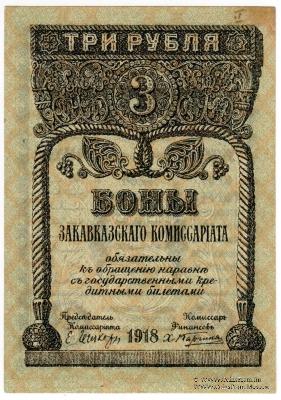 ТРИ РУБЛЯ
3
БОНЫ
ЗАКАВКАЗСКАГО КОМИССАРІАТА
обязательны
къ обращенію наравнѣ
съ государственными кре-
дитными билетами
Предсѣдатель Комиссаръ
Комиссаріата Финансовъ
1918